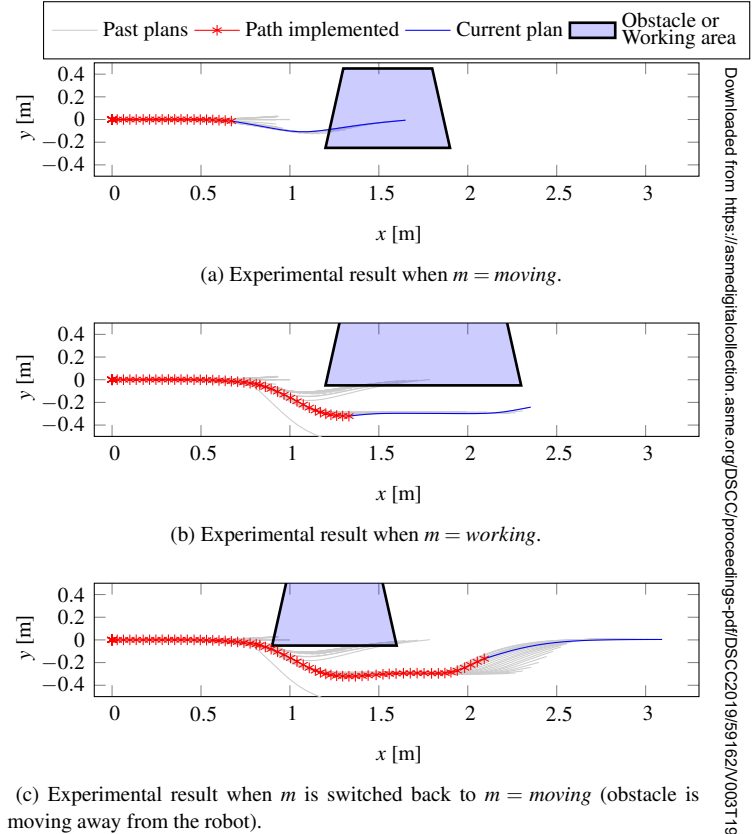 Past plans Path implemented Current plan Obstacle or
Working area
0.4
0.2
0
−0.2
−0.4
y [m]
0 0.5 1 1.5 2 2.5 3
x [m]
(a) Experimental result when m = moving.
0.4
0.2
0
−0.2
−0.4
y [m]
0 0.5 1 1.5 2 2.5 3
x [m]
(b) Experimental result when m = working.
0.4
0.2
0
−0.2
−0.4
y [m]
0 0.5 1 1.5 2 2.5 3
x [m]
(c) Experimental result when m is switched back to m = moving (obstacle is
moving away from the robot).
Downloaded from https://asmedigitalcollection.asme.org/DSCC/proceedings-pdf/DSCC2019/59162/V003T19